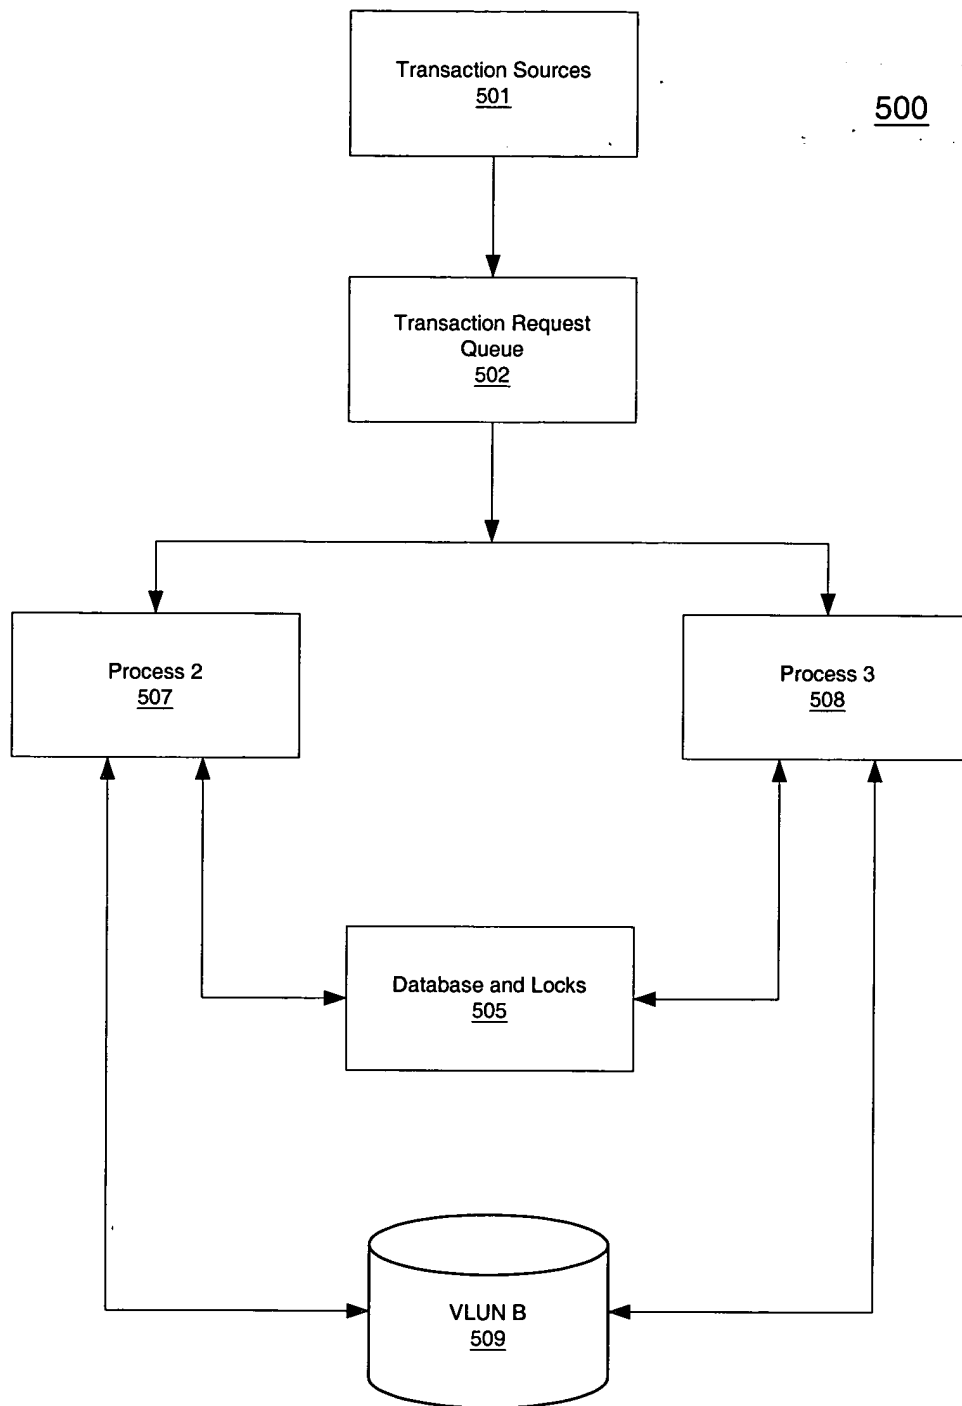 Transaction Sources
501
500
Transaction Request
Queue
502
Process 2
507
Process 3
508
Database and Locks
505
VLUN B
509